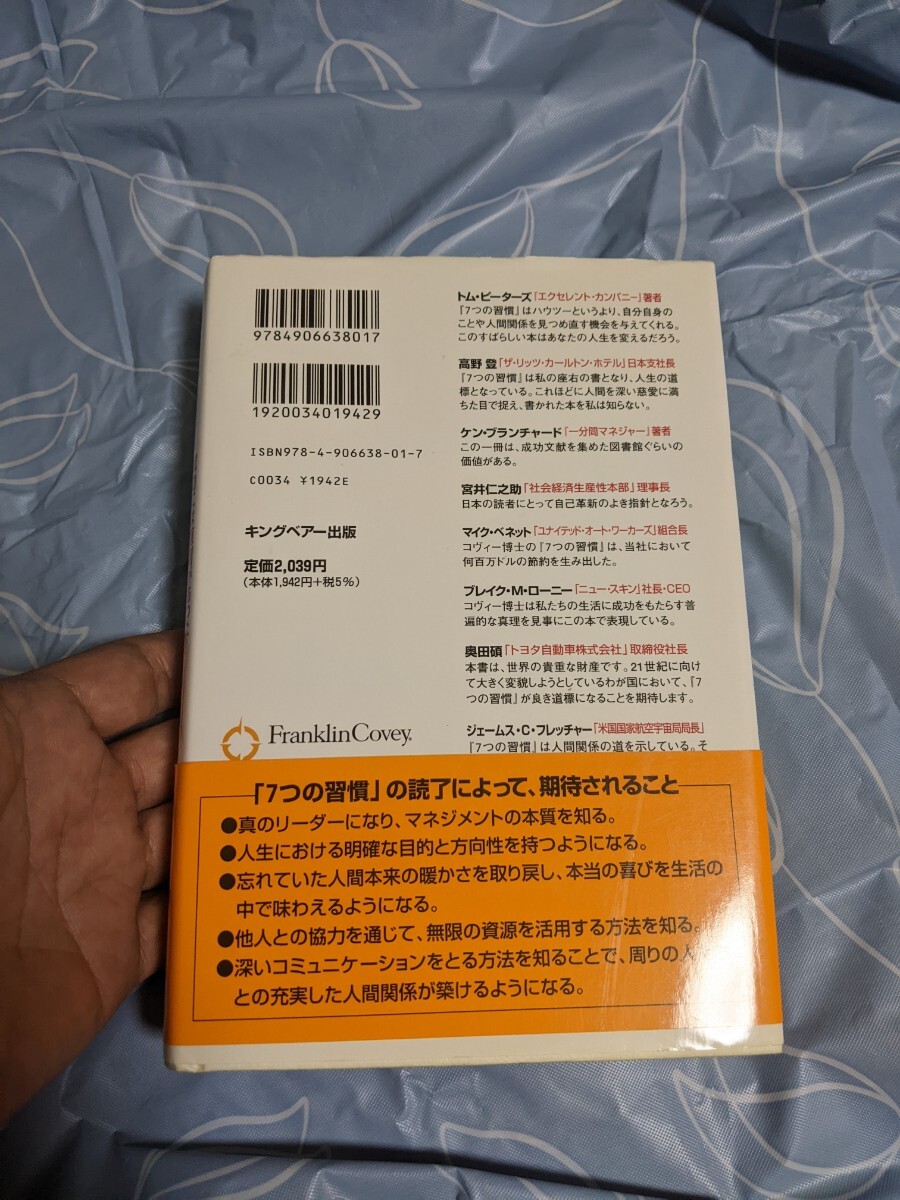 9784906638017
1920034019429
ISBN978-4-906638-01-7
C0034 ¥1942E
キングベアー出版
定価2,039円
(本体1,942円+税5%)
FranklinCovey®
トム・ピーターズ「エクセレント・カンパニー」著者
『7つの習慣』はハウツーというより、自分自身の
ことや人間関係を見つめ直す機会を与えてくれる。
このすばらしい本はあなたの人生を変えるだろう。
高野 登「ザ・リッツ・カールトン・ホテル」日本支社長
『7つの習慣』は私の座右の書となり、人生の道
標となっている。これほどに人間を深い慈愛に満
ちた目で捉え、書かれた本を私は知らない。
ケン・ブランチャード「一分間マネジャー」著者
この一冊は、成功文献を集めた図書館ぐらいの
価値がある。
宮井仁之助「社会経済生産性本部」理事長
日本の読者にとって自己革新のよき指針となろう。
マイク・ベネット「ユナイテッド・オート・ワーカーズ」組合長
コヴィー博士の『7つの習慣』は、当社において
何百万ドルの節約を生み出した。
ブレイク・M・ローニー「ニュー・スキン」社長・CEO
コヴィー博士は私たちの生活に成功をもたらす普
遍的な真理を見事にこの本で表現している。
奥田碩「トヨタ自動車株式会社」取締役社長
本書は、世界の貴重な財産です。21世紀に向け
て大きく変貌しようとしているわが国において、『7
つの習慣』が良き道標になることを期待します。
ジェームス・C・フレッチャー「米国国家航空宇宙局局長」
『7つの習慣』は人間関係の道を示している。そ
「7つの習慣」の読了によって、期待されること
●真のリーダーになり、マネジメントの本質を知る。
●人生における明確な目的と方向性を持つようになる。
●忘れていた人間本来の暖かさを取り戻し、本当の喜びを生活の
中で味わえるようになる。
●他人との協力を通じて、無限の資源を活用する方法を知る。
●深いコミュニケーションをとる方法を知ることで、周りの人
との充実した人間関係が築けるようになる。